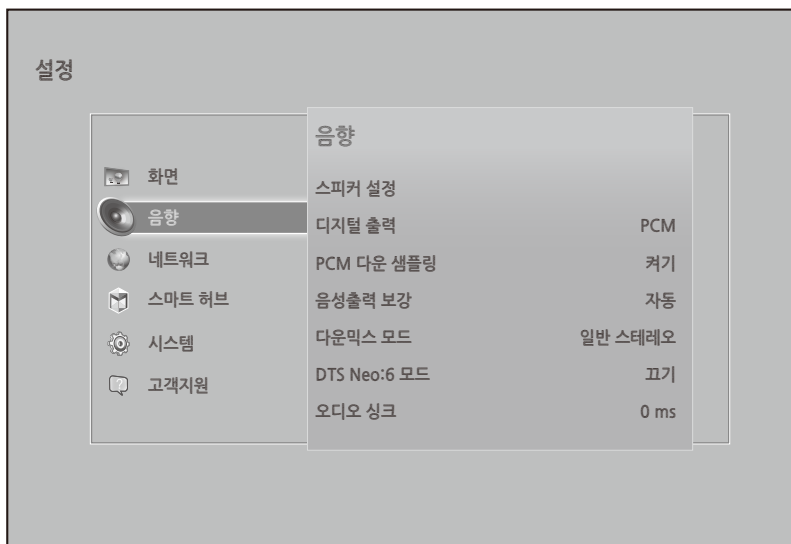 설정
화면
음향
네트워크
스마트 허브
시스템
고객지원
음향
스피커 설정
디지털 출력 PCM
PCM 다운 샘플링 켜기
음성출력 보강 자동
다운믹스 모드 일반 스테레오
DTS Neo:6 모드 끄기
오디오 싱크 0 ms